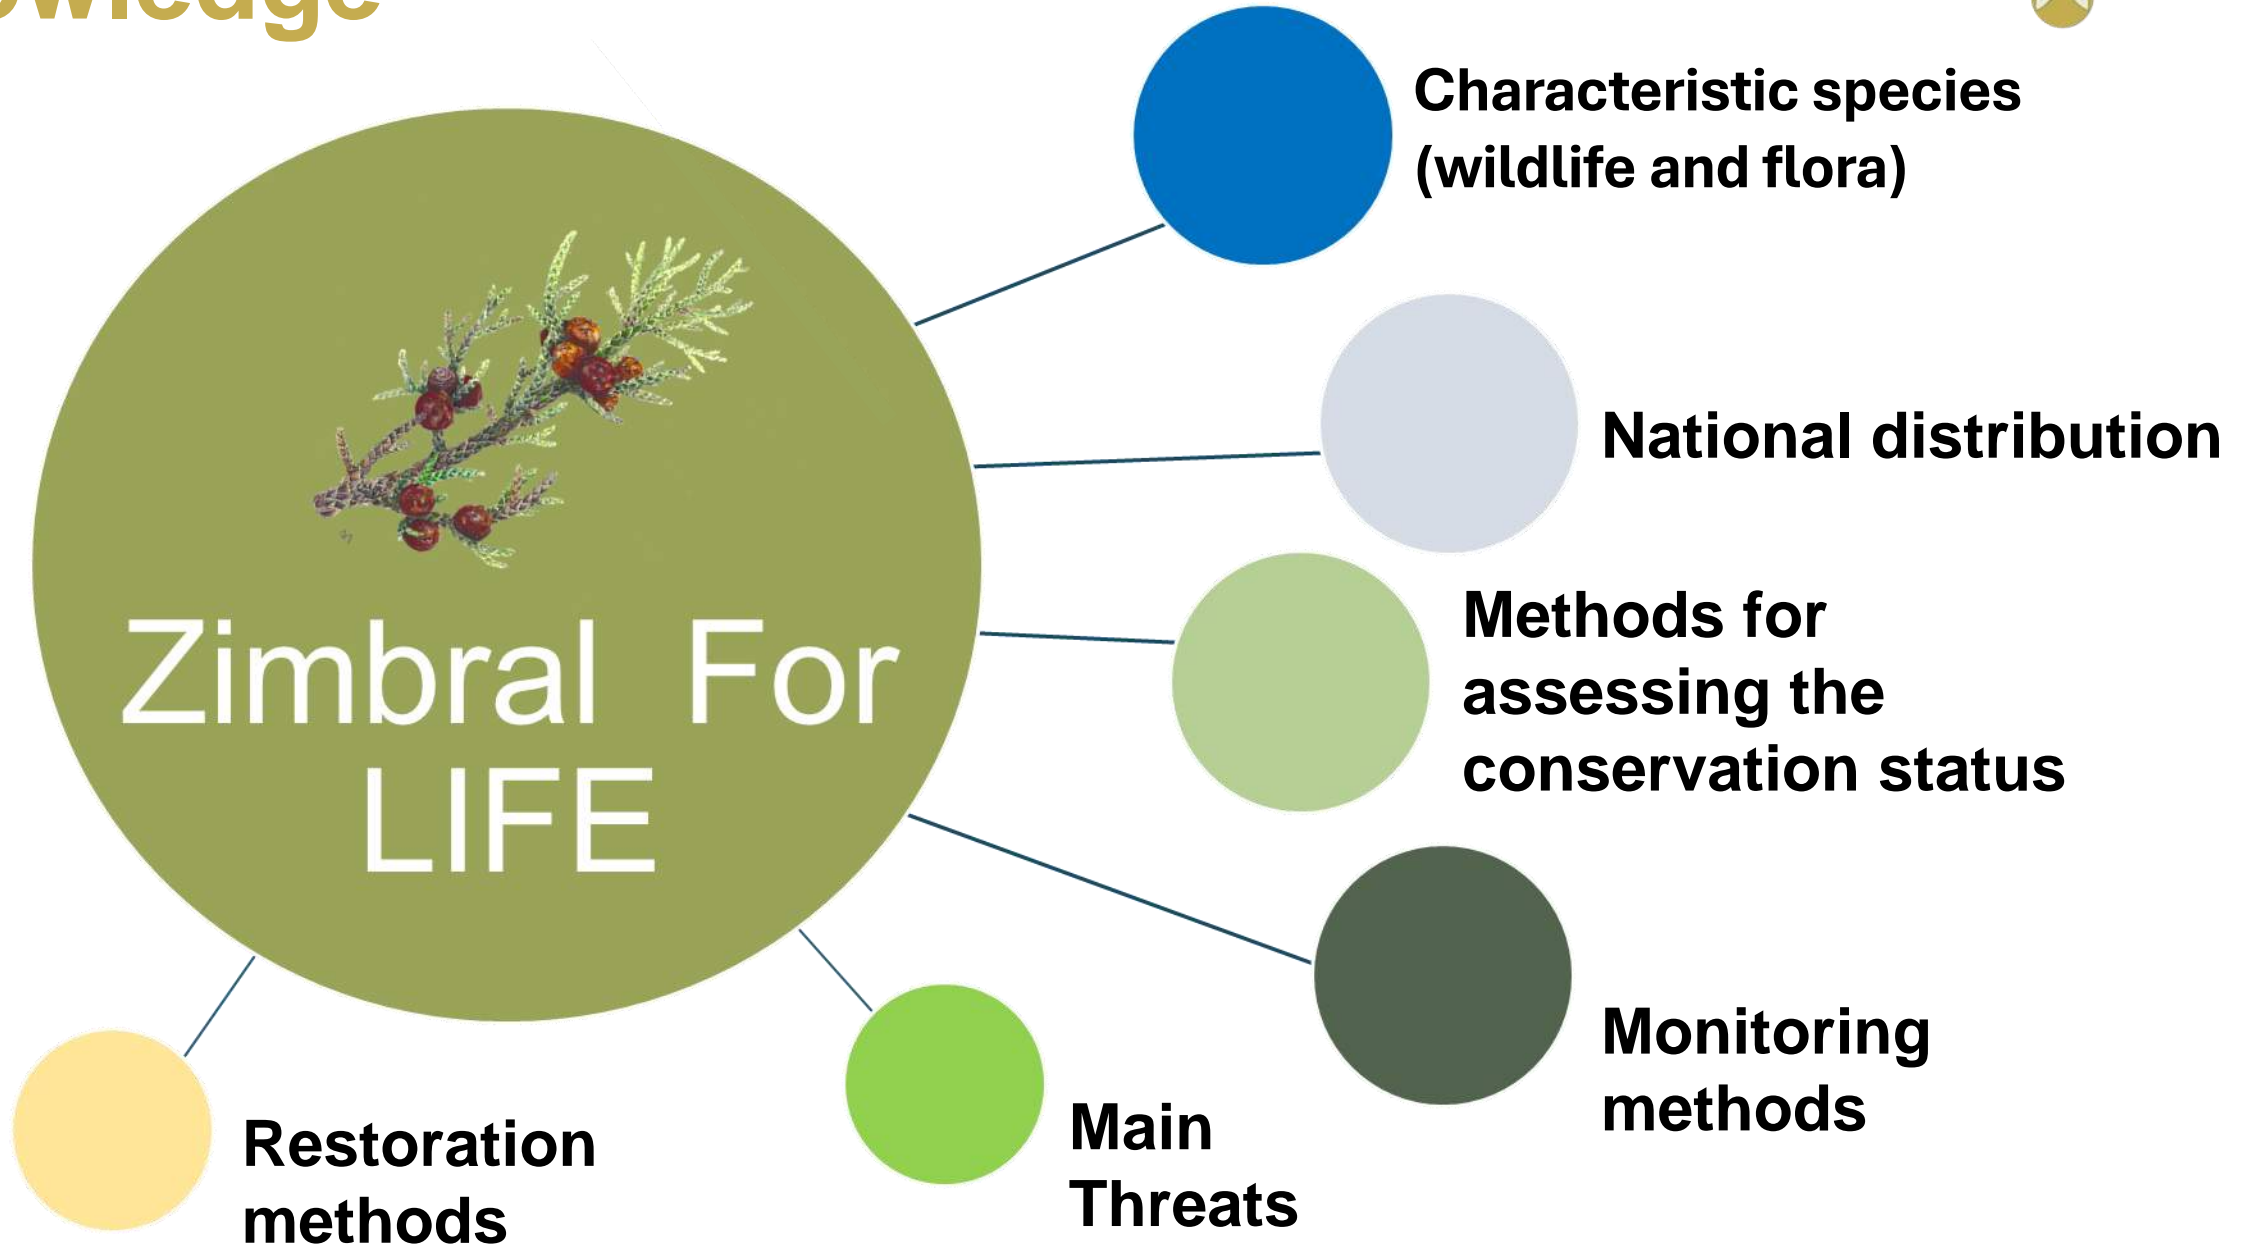 Zimbral For
LIFE
Characteristic species
(wildlife and flora)
National distribution
Methods for
assessing the
conservation status
Monitoring
methods
Main
Threats
Restoration
methods